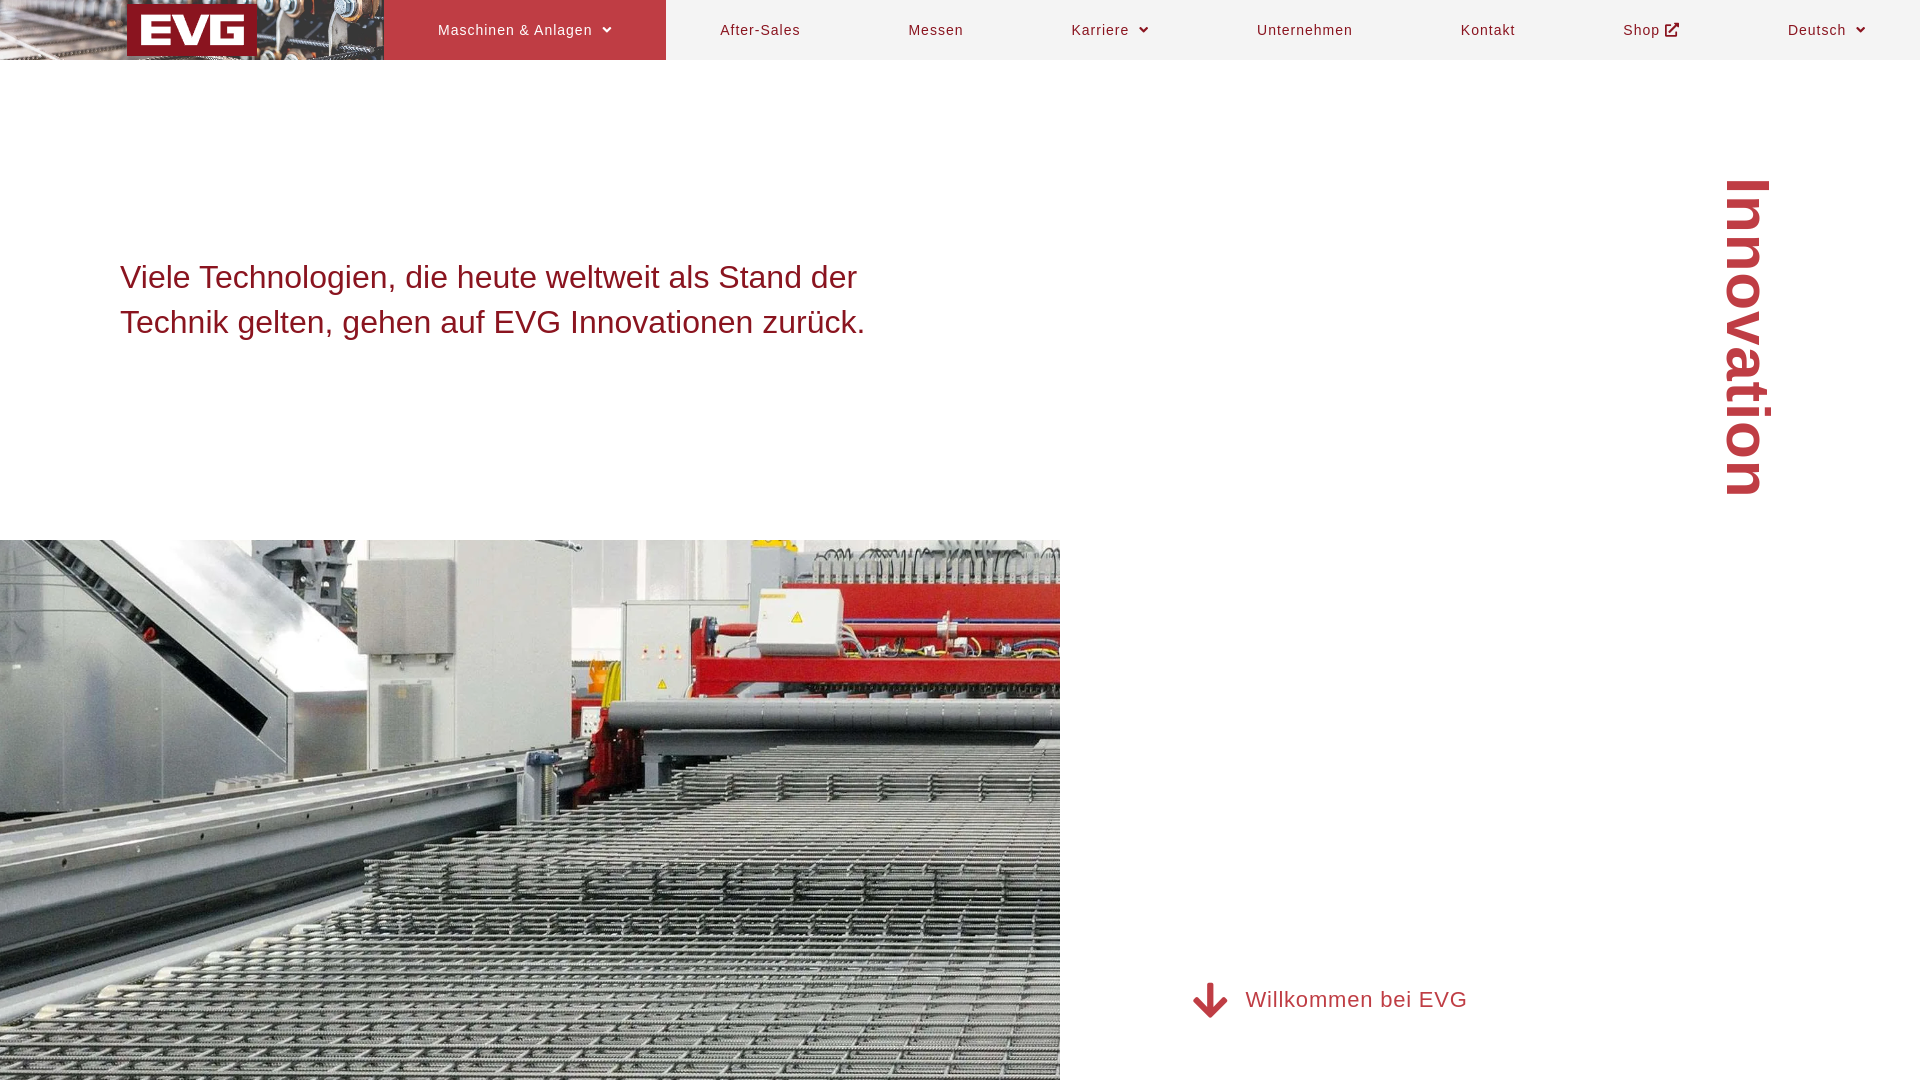 EVG
Maschinen & Anlagen
After-Sales
Messen
Karriere
Unternehmen
Kontakt
Shop
Deutsch
Innovation
Viele Technologien, die heute weltweit als Stand der
Technik gelten, gehen auf EVG Innovationen zurück.
Willkommen bei EVG